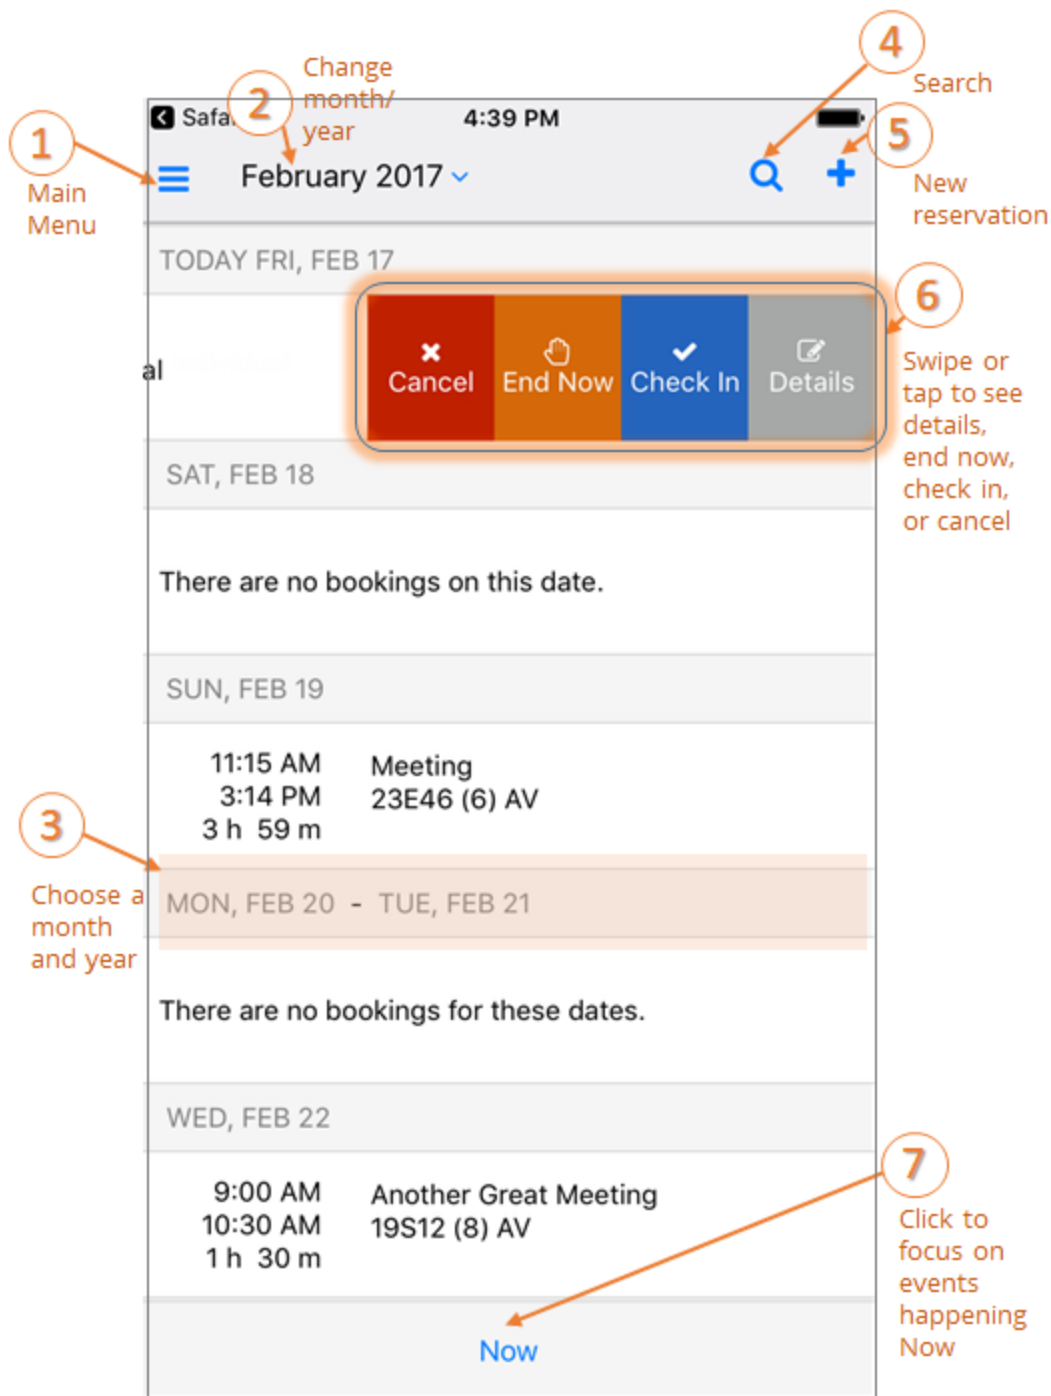 4
Change
month/
year
Search
2
Safa
4:39 PM
5
1
February 2017
Main
Menu
New
reservation
TODAY FRI, FEB 17
6
al
Cancel
End Now
Check In
Details
Swipe or
tap to see
details,
end now,
check in,
or cancel
SAT, FEB 18
There are no bookings on this date.
SUN, FEB 19
11:15 AM
3:14 PM
3 h 59 m
Meeting
23E46 (6) AV
3
Choose a
month
and year
MON, FEB 20 - TUE, FEB 21
There are no bookings for these dates.
WED, FEB 22
9:00 AM
10:30 AM
1 h 30 m
Another Great Meeting
19S12 (8) AV
7
Click to
focus on
events
happening
Now
Now